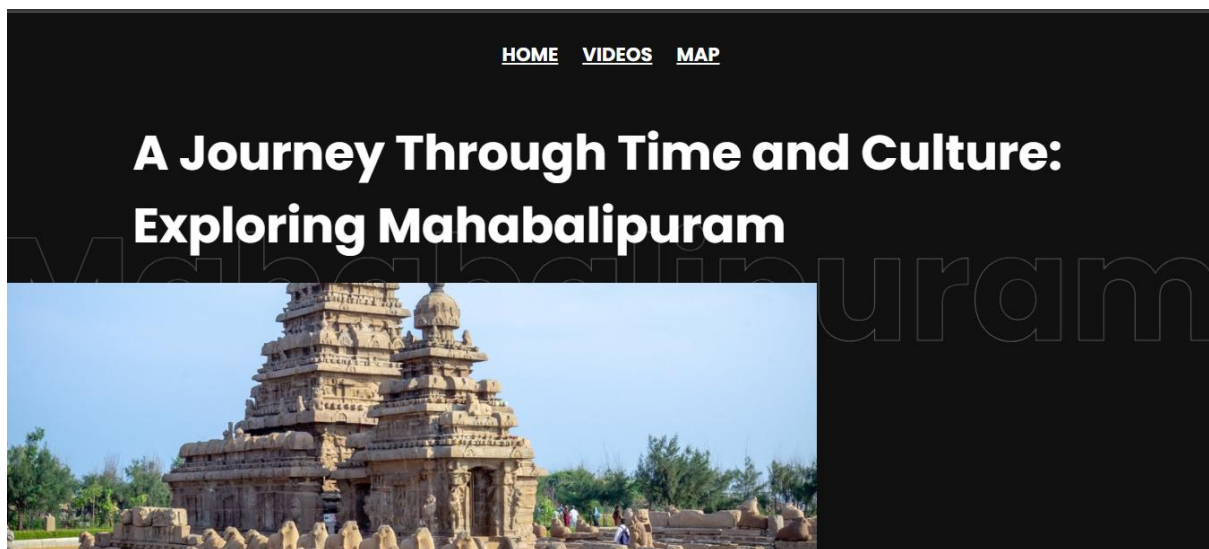 HOME VIDEOS MAP
A Journey Through Time and Culture:
Exploring Mahabalipuram
Mahabalipuram